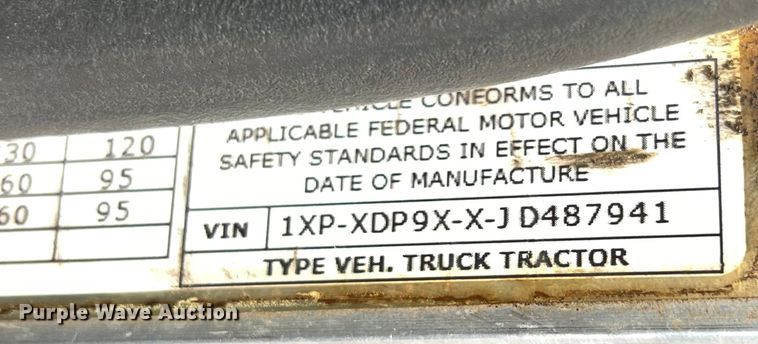 VEHICLE CONFORMS TO ALL
APPLICABLE FEDERAL MOTOR VEHICLE
SAFETY STANDARDS IN EFFECT ON THE
DATE OF MANUFACTURE
30 120
60 95
60 95
VIN 1XP-XDP9X-X-JD487941
TYPE VEH. TRUCK TRACTOR
Purple Wave Auction